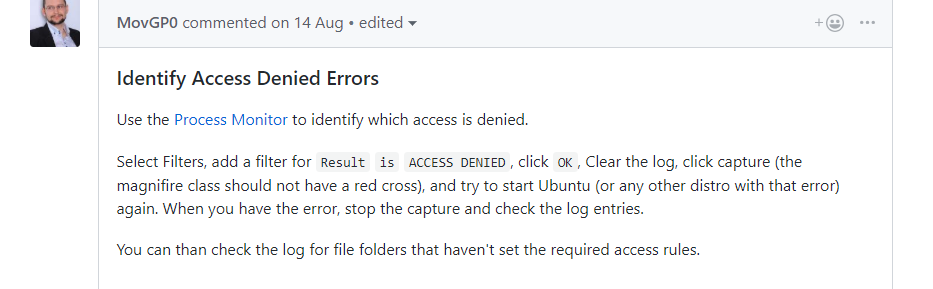 MovGP0 commented on 14 Aug • edited
Identify Access Denied Errors
Use the Process Monitor to identify which access is denied.
Select Filters, add a filter for Result is ACCESS DENIED, click OK, Clear the log, click capture (the
magnifire class should not have a red cross), and try to start Ubuntu (or any other distro with that error)
again. When you have the error, stop the capture and check the log entries.
You can than check the log for file folders that haven't set the required access rules.